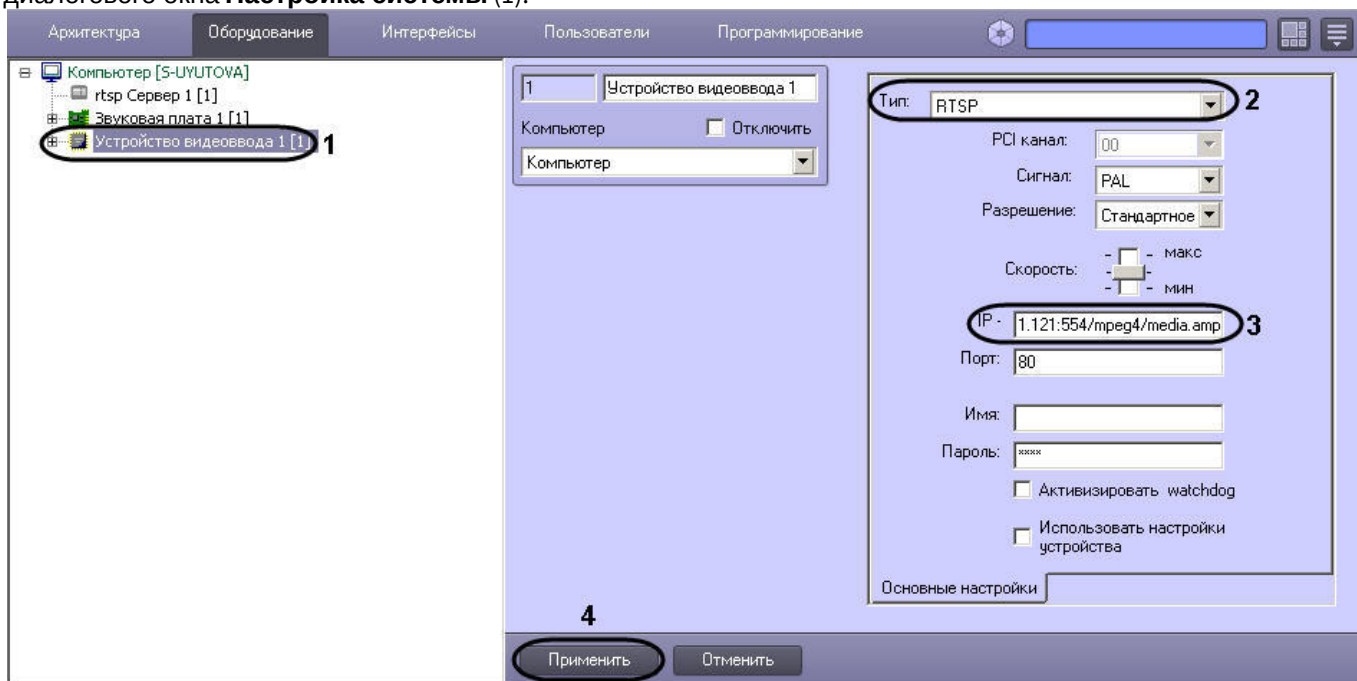 диалогового окна Настройка системы (1).
Архитектура Оборудование Интерфейсы Пользователи Программирование
Компьютер [S-UYUTOVA]
rtsp Сервер 1 [1]
Звуковая плата 1 [1]
Устройство видеоввода 1 [1] 1
1 Устройство видеоввода 1
Компьютер Отключить
Компьютер
Тип: RTSP 2
PCI канал: 00
Сигнал: PAL
Разрешение: Стандартное
Скорость: - - макс
- -
- - мин
IP - 1.121:554/mpeg4/media.amp 3
Порт: 80
Имя:
Пароль: ××××
Активизировать watchdog
Использовать настройки
устройства
Основные настройки
4
Применить Отменить